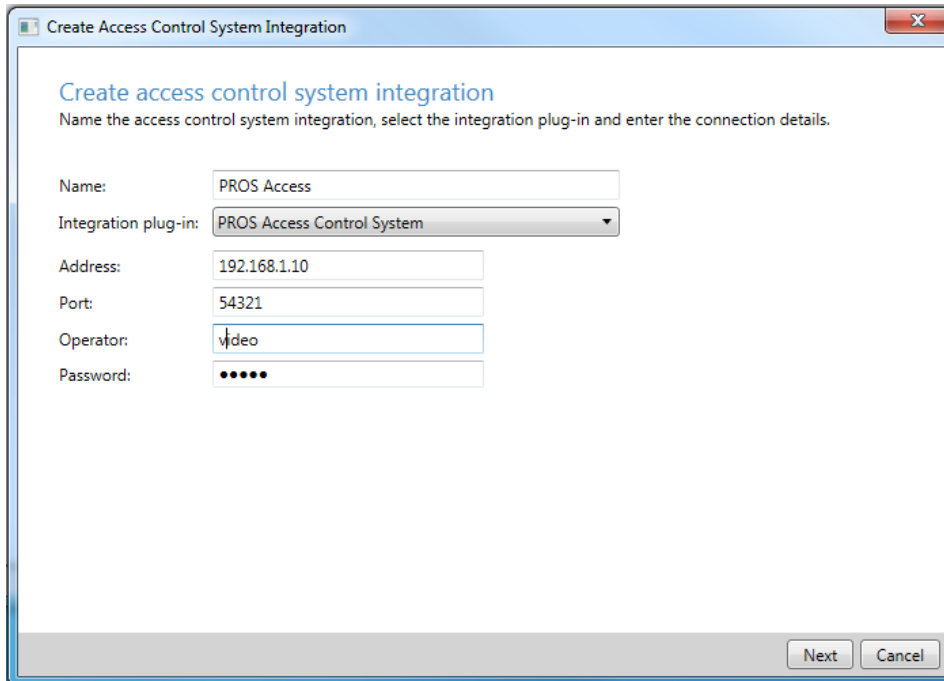 Create Access Control System Integration
Create access control system integration
Name the access control system integration, select the integration plug-in and enter the connection details.
Name: PROS Access
Integration plug-in: PROS Access Control System
Address: 192.168.1.10
Port: 54321
Operator: video
Password: •••••
Next Cancel